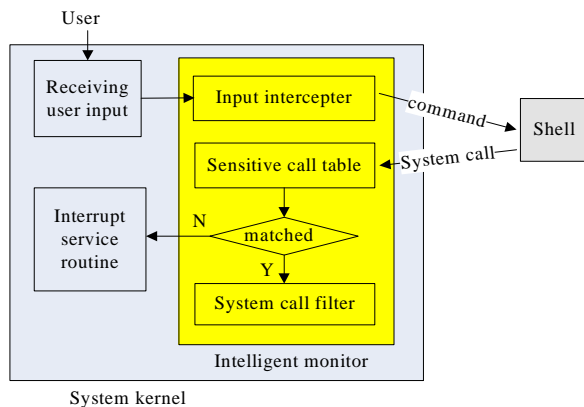 User
Receiving
user input
Input intercepter
command
Shell
System call
Sensitive call table
N
matched
Interrupt
service
routine
Y
System call filter
Intelligent monitor
System kernel